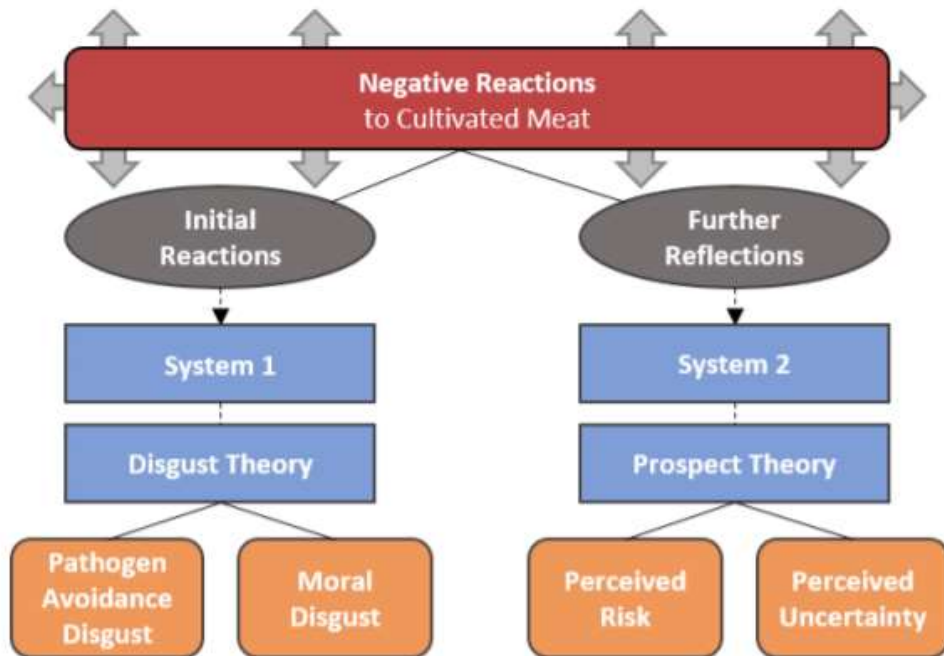 Negative Reactions
to Cultivated Meat
Initial
Reactions
Further
Reflections
System 1
System 2
Disgust Theory
Prospect Theory
Pathogen
Avoidance
Disgust
Moral
Disgust
Perceived
Risk
Perceived
Uncertainty